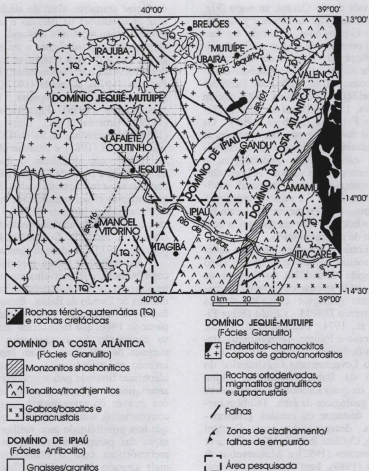 40°00'
39°00'
-13°00'
BREJÕES
IRAJUBA
TQ
MUTUÍPE
UBAÍRA
Rio Jequiriçá
VALENÇA
TQ
DOMÍNIO JEQUIÉ-MUTUIPE
BR-101
LAFAIETE
COUTINHO
DOMÍNIO DE IPIAÚ
GANDU
DOMÍNIO DA COSTA ATLÂNTICA
JEQUIÉ
CAMAMU
-14°00'
IPIAÚ
Rio de Contas
TQ
MANOEL
VITORINO
BR-116
ITAGIBÁ
ITACARÉ
TQ
TQ
-14°30'
40°00'
0 km 20 40
39°00'
Rochas tércio-quaternárias (TQ)
e rochas cretácicas
DOMÍNIO DA COSTA ATLÂNTICA
(Fácies Granulito)
Monzonitos shoshoníticos
Tonalitos/trondhjemitos
Gabros/basaltos e
supracrustais
DOMÍNIO DE IPIAÚ
(Fácies Anfibolito)
Gnaisses/granitos
DOMÍNIO JEQUIÉ-MUTUIPE
(Fácies Granulito)
Enderbitos-charnockitos
corpos de gabro/anortositos
Rochas ortoderivadas,
migmatitos granulíticos
e supracrustais
Falhas
Zonas de cizalhamento/
falhas de empurrão
Área pesquisada